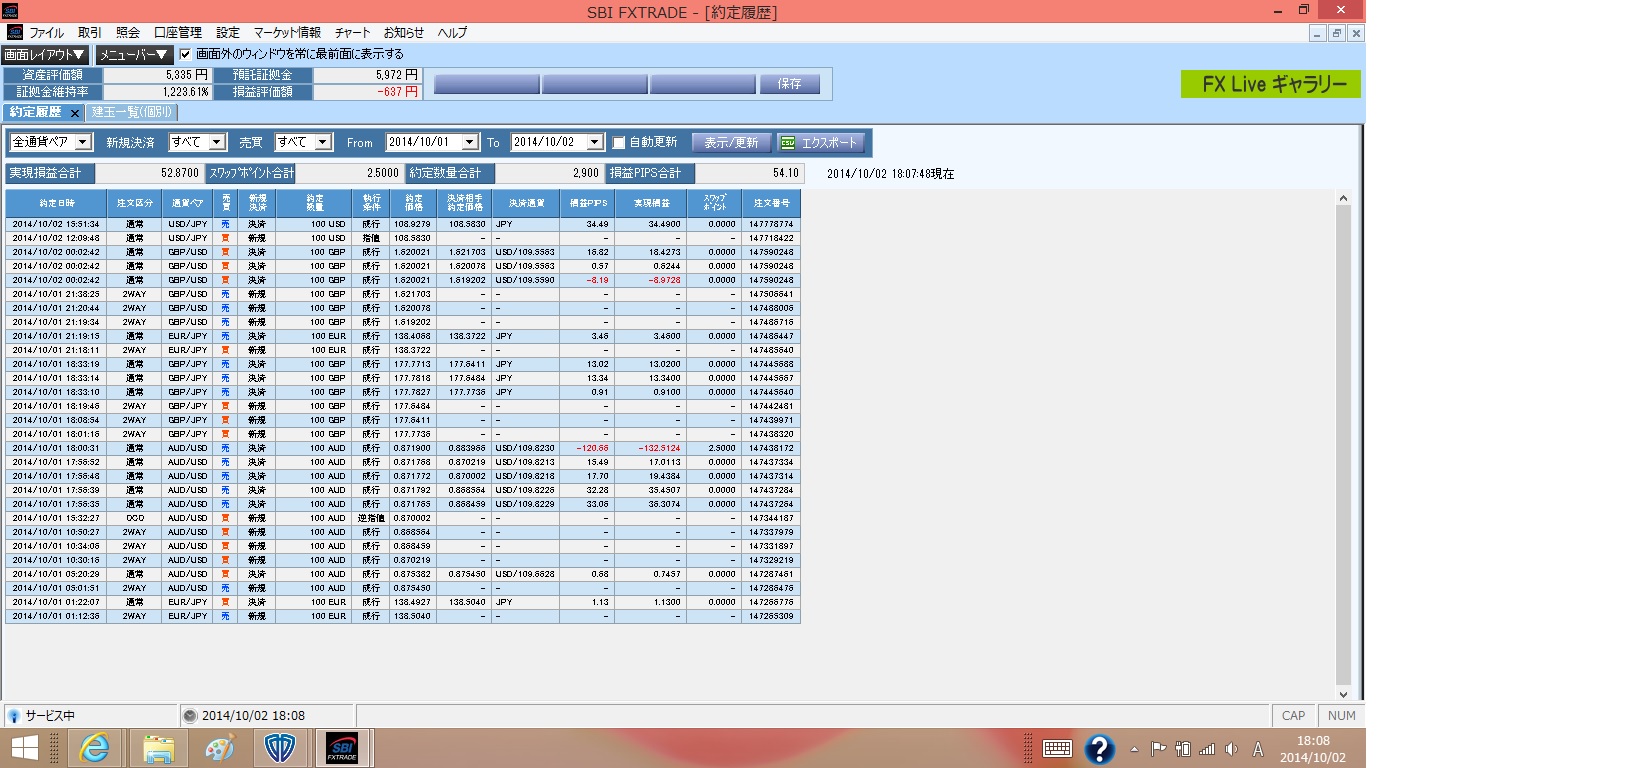 SBI FXTRADE - [約定履歴]
ファイル 取引 照会 口座管理 設定 マーケット情報 チャート お知らせ ヘルプ
画面レイアウト▼ メニューバー▼ 画面外のウィンドウを常に最前面に表示する
資産評価額 5,335 円 預託証拠金 5,972 円
証拠金維持率 1,223.61% 損益評価額 -637 円
保存
FX Live ギャラリー
約定履歴 × 建玉一覧(個別)
全通貨ペア 新規決済 すべて 売買 すべて From 2014/10/01 To 2014/10/02 自動更新 表示/更新 CSV エクスポート
実現損益合計 52.8700 スワップポイント合計 2.5000 約定数量合計 2,900 損益PIPS合計 54.10 2014/10/02 18:07:48現在
約定日時 注文区分 通貨ペア 売買 新規決済 約定数量 執行条件 約定価格 決済相手約定価格 決済通貨 損益PIPS 実現損益 スワップポイント 注文番号
2014/10/02 15:51:34 通常 USD/JPY 売 決済 100 USD 成行 108.9279 108.5830 JPY 34.49 34.4900 0.0000 147778774
2014/10/02 12:09:46 通常 USD/JPY 買 新規 100 USD 指値 108.5830 - - - - - 147718422
2014/10/02 00:02:42 通常 GBP/USD 買 決済 100 GBP 成行 1.620021 1.621703 USD/109.5563 16.82 18.4273 0.0000 147590246
2014/10/02 00:02:42 通常 GBP/USD 買 決済 100 GBP 成行 1.620021 1.620078 USD/109.5563 0.57 0.6244 0.0000 147590246
2014/10/02 00:02:42 通常 GBP/USD 買 決済 100 GBP 成行 1.620021 1.619202 USD/109.5590 -8.19 -8.9728 0.0000 147590246
2014/10/01 21:38:25 2WAY GBP/USD 売 新規 100 GBP 成行 1.621703 - - - - - 147505641
2014/10/01 21:20:44 2WAY GBP/USD 売 新規 100 GBP 成行 1.620078 - - - - - 147488006
2014/10/01 21:19:34 2WAY GBP/USD 売 新規 100 GBP 成行 1.619202 - - - - - 147486716
2014/10/01 21:19:15 通常 EUR/JPY 売 決済 100 EUR 成行 138.4068 138.3722 JPY 3.46 3.4600 0.0000 147486447
2014/10/01 21:18:11 2WAY EUR/JPY 買 新規 100 EUR 成行 138.3722 - - - - - 147485640
2014/10/01 18:33:19 通常 GBP/JPY 売 決済 100 GBP 成行 177.7713 177.6411 JPY 13.02 13.0200 0.0000 147445688
2014/10/01 18:33:14 通常 GBP/JPY 売 決済 100 GBP 成行 177.7818 177.6484 JPY 13.34 13.3400 0.0000 147445667
2014/10/01 18:33:10 通常 GBP/JPY 売 決済 100 GBP 成行 177.7827 177.7736 JPY 0.91 0.9100 0.0000 147445640
2014/10/01 18:19:46 2WAY GBP/JPY 買 新規 100 GBP 成行 177.6484 - - - - - 147442481
2014/10/01 18:08:54 2WAY GBP/JPY 買 新規 100 GBP 成行 177.6411 - - - - - 147439971
2014/10/01 18:01:16 2WAY GBP/JPY 買 新規 100 GBP 成行 177.7736 - - - - - 147438320
2014/10/01 18:00:31 通常 AUD/USD 売 決済 100 AUD 成行 0.871900 0.883966 USD/109.8230 -120.66 -132.5124 2.5000 147438172
2014/10/01 17:56:52 通常 AUD/USD 売 決済 100 AUD 成行 0.871768 0.870219 USD/109.8213 15.49 17.0113 0.0000 147437334
2014/10/01 17:56:48 通常 AUD/USD 売 決済 100 AUD 成行 0.871772 0.870002 USD/109.8218 17.70 19.4384 0.0000 147437314
2014/10/01 17:56:39 通常 AUD/USD 売 決済 100 AUD 成行 0.871792 0.868564 USD/109.8226 32.28 35.4507 0.0000 147437284
2014/10/01 17:56:35 通常 AUD/USD 売 決済 100 AUD 成行 0.871765 0.868459 USD/109.8229 33.06 36.3074 0.0000 147437264
2014/10/01 15:32:27 OCO AUD/USD 買 新規 100 AUD 逆指値 0.870002 - - - - - 147344187
2014/10/01 10:50:27 2WAY AUD/USD 買 新規 100 AUD 成行 0.868564 - - - - - 147337979
2014/10/01 10:34:06 2WAY AUD/USD 買 新規 100 AUD 成行 0.868459 - - - - - 147331897
2014/10/01 10:30:16 2WAY AUD/USD 買 新規 100 AUD 成行 0.870219 - - - - - 147329219
2014/10/01 05:20:29 通常 AUD/USD 買 決済 100 AUD 成行 0.875382 0.875450 USD/109.6628 0.68 0.7457 0.0000 147287461
2014/10/01 05:01:51 2WAY AUD/USD 売 新規 100 AUD 成行 0.875450 - - - - - 147286476
2014/10/01 01:22:07 通常 EUR/JPY 買 決済 100 EUR 成行 138.4927 138.5040 JPY 1.13 1.1300 0.0000 147256776
2014/10/01 01:12:36 2WAY EUR/JPY 売 新規 100 EUR 成行 138.5040 - - - - - 147255309
サービス中 2014/10/02 18:08 CAP NUM
SBI FXTRADE
A 18:08
2014/10/02